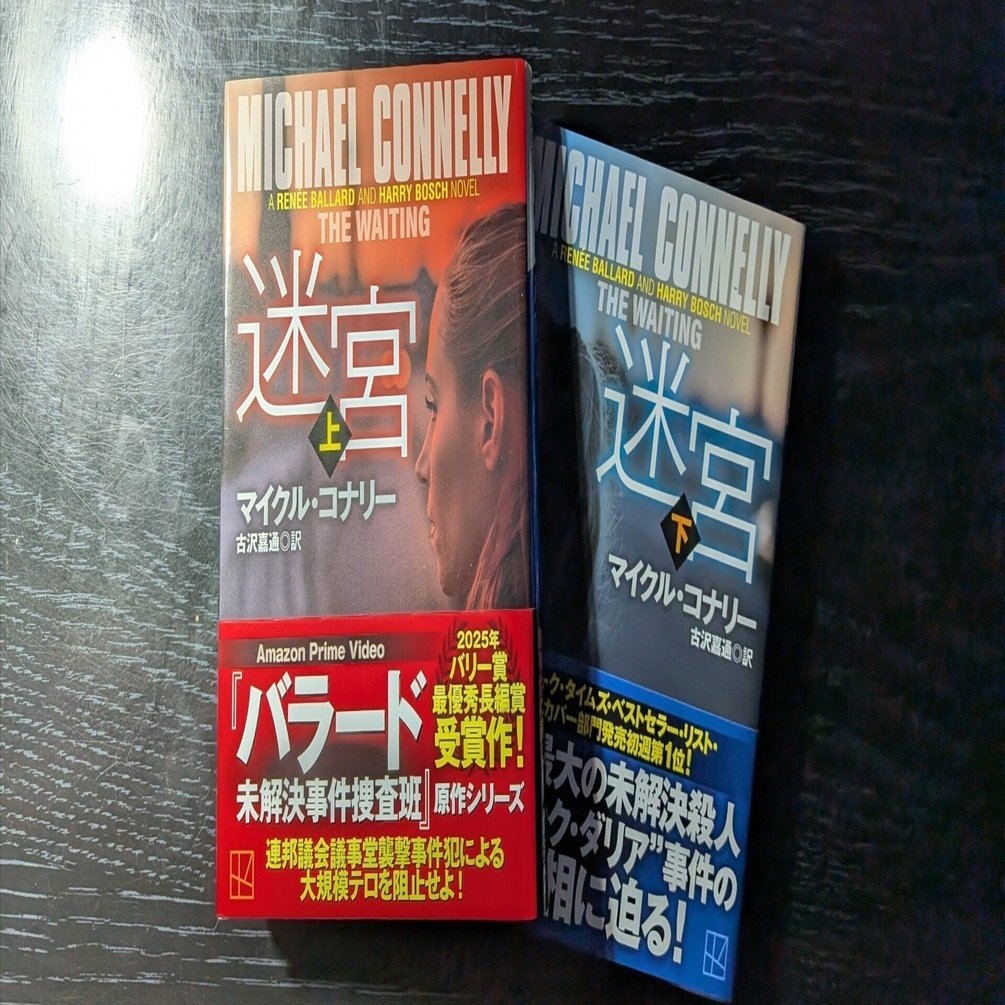 MICHAEL CONNELLY
A RENÉE BALLARD AND HARRY BOSCH NOVEL
THE WAITING
迷宮
上
マイクル・コナリー
古沢嘉通◎訳
Amazon Prime Video
『バラード
未解決事件捜査班』原作シリーズ
2025年
バリー賞
最優秀長編賞
受賞作!
連邦議会議事堂襲撃事件犯による
大規模テロを阻止せよ!
MICHAEL CONNELLY
A RENÉE BALLARD AND HARRY BOSCH NOVEL
THE WAITING
迷宮
下
マイクル・コナリー
古沢嘉通◎訳
ーク・タイムズ・ベストセラー・リスト・
カバー部門発売初週第1位!
最大の未解決殺人
ク・ダリア”事件の
相に迫る!